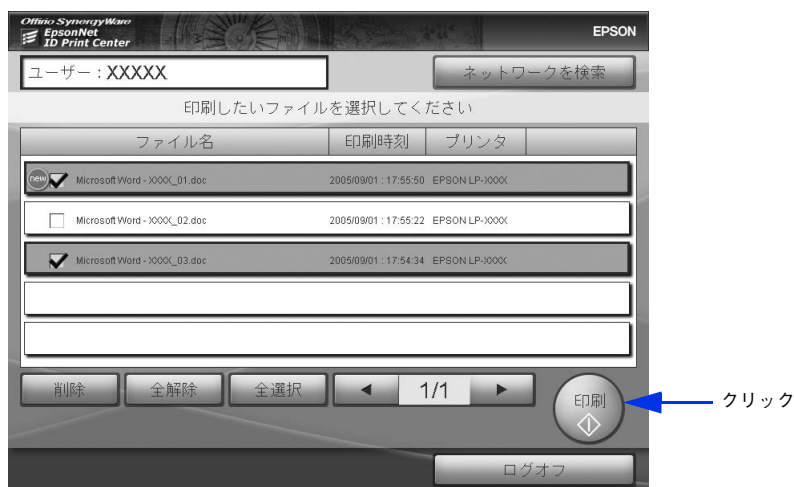 Offirio SynergyWare
EpsonNet
ID Print Center
EPSON
ユーザー：XXXXX
ネットワークを検索
印刷したいファイルを選択してください
ファイル名 印刷時刻 プリンタ
new Microsoft Word - XXXX_01.doc 2005/09/01 : 17:55:50 EPSON LP-XXXX
Microsoft Word - XXXX_02.doc 2005/09/01 : 17:55:22 EPSON LP-XXXX
Microsoft Word - XXXX_03.doc 2005/09/01 : 17:54:34 EPSON LP-XXXX
削除 全解除 全選択 ◄ 1/1 ► 印刷
クリック
ログオフ